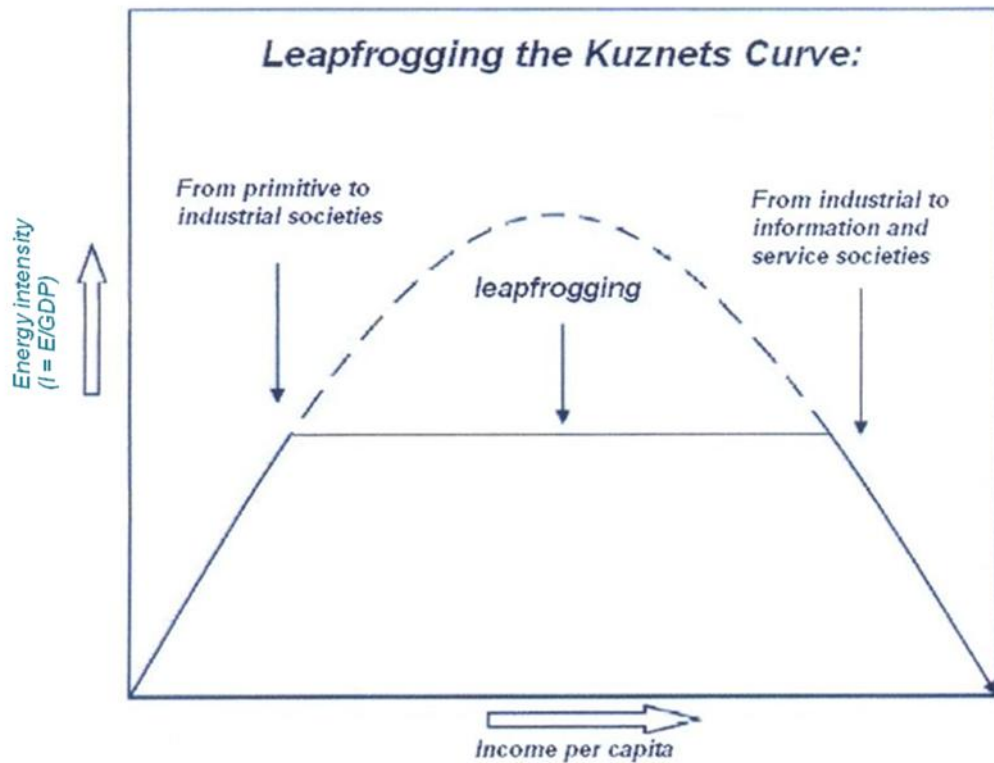 Leapfrogging the Kuznets Curve:
From primitive to
industrial societies
From industrial to
information and
service societies
leapfrogging
Energy intensity
(I = E/GDP)
Income per capita